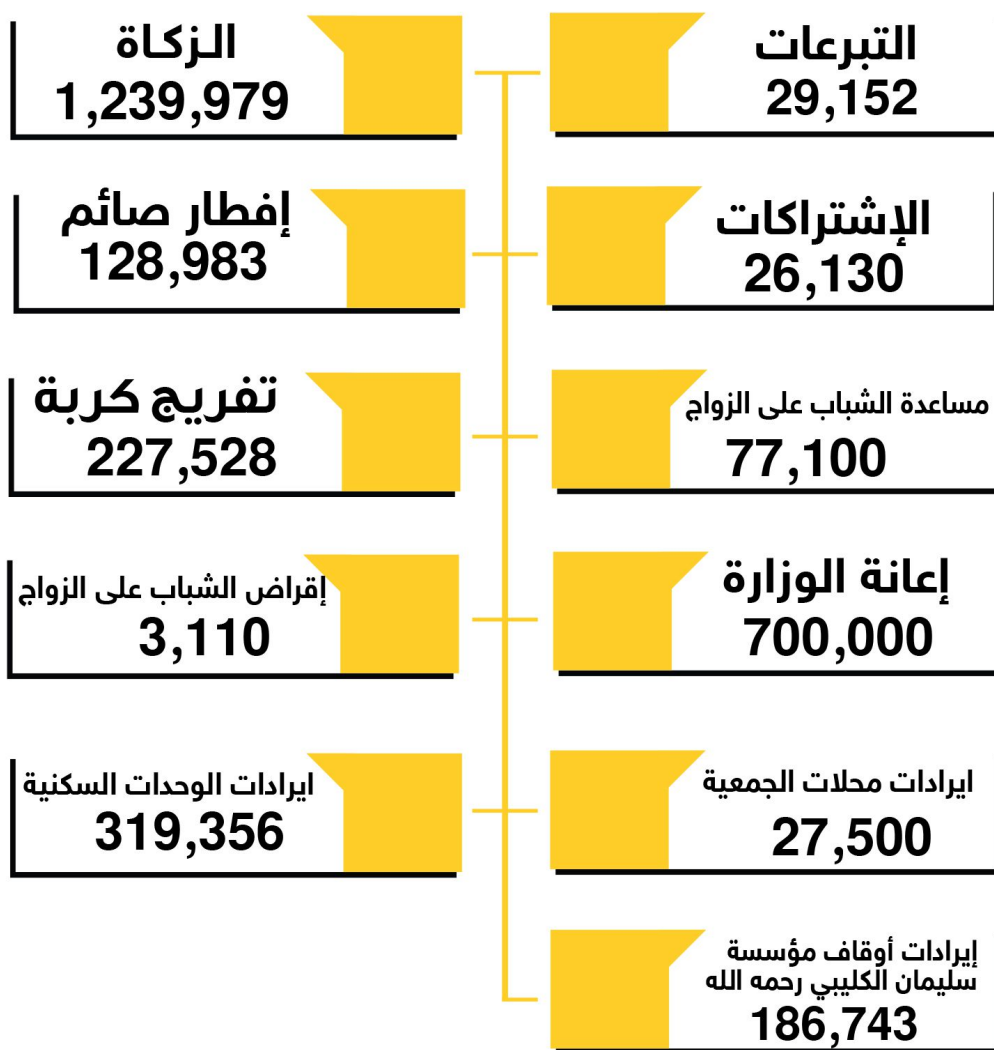 التبرعات
29,152
الـزكـاة
1,239,979
الإشتراكات
26,130
إفطار صائم
128,983
مساعدة الشباب على الزواج
77,100
تفريج كربة
227,528
إعانة الوزارة
700,000
إقراض الشباب على الزواج
3,110
ايرادات محلات الجمعية
27,500
ايرادات الوحدات السكنية
319,356
إيرادات أوقاف مؤسسة
سليمان الكليبي رحمه الله
186,743